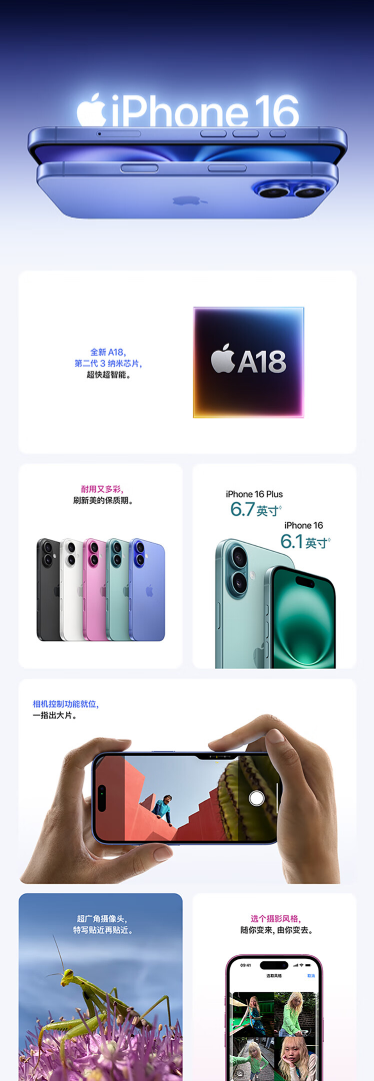 iPhone 16
全新 A18，
第二代 3 纳米芯片，
超快超智能。
A18
耐用又多彩，
刷新美的保质期。
iPhone 16 Plus
6.7 英寸◊
iPhone 16
6.1 英寸◊
相机控制功能就位，
一指出大片。
超广角摄像头，
特写贴近再贴近。
选个摄影风格，
随你变来，由你变去。
09:41
选取风格